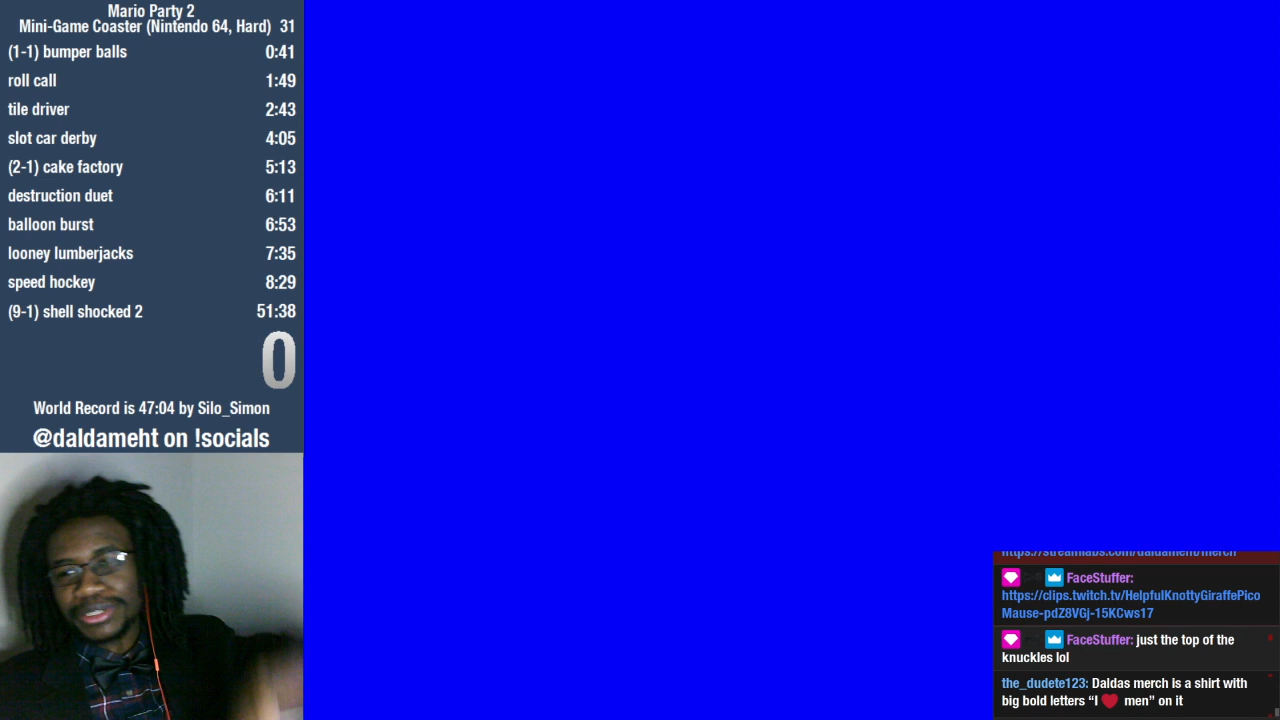 Mario Party 2
Mini-Game Coaster (Nintendo 64, Hard) 31
(1-1) bumper balls 0:41
roll call 1:49
tile driver 2:43
slot car derby 4:05
(2-1) cake factory 5:13
destruction duet 6:11
balloon burst 6:53
looney lumberjacks 7:35
speed hockey 8:29
(9-1) shell shocked 2 51:38
0
World Record is 47:04 by Silo_Simon
@daldameht on !socials
https://streamlabs.com/daldameht/merch
FaceStuffer:
https://clips.twitch.tv/HelpfulKnottyGiraffePico
Mause-pdZ8VGj-15KCws17
FaceStuffer: just the top of the
knuckles lol
the_dudete123: Daldas merch is a shirt with
big bold letters “I ❤ men” on it